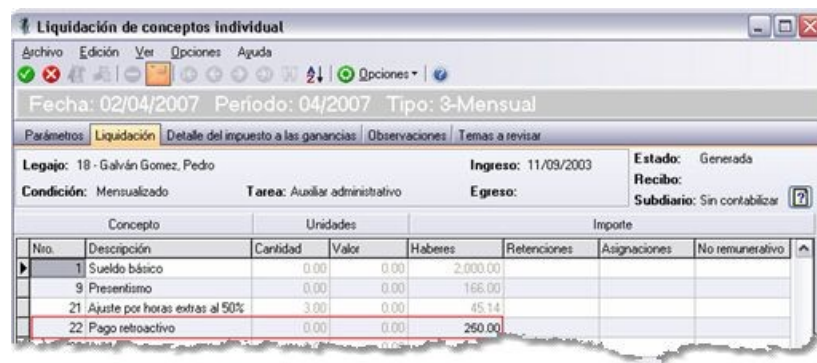 Liquidación de conceptos individual
Archivo Edición Ver Opciones Ayuda
Opciones
Fecha: 02/04/2007 Periodo: 04/2007 Tipo: 3-Mensual
Parámetros Liquidación Detalle del impuesto a las ganancias Observaciones Temas a revisar
Legajo: 18 - Galván Gomez, Pedro Ingreso: 11/09/2003 Estado: Generada
Recibo:
Condición: Mensualizado Tarea: Auxiliar administrativo Egreso: Subdiario: Sin contabilizar
Concepto Unidades Importe
Nro. Descripción Cantidad Valor Haberes Retenciones Asignaciones No remunerativo
1 Sueldo básico 0.00 0.00 2,000.00
9 Presentismo 0.00 0.00 166.00
21 Ajuste por horas extras al 50% 3.00 0.00 45.14
22 Pago retroactivo 0.00 0.00 250.00